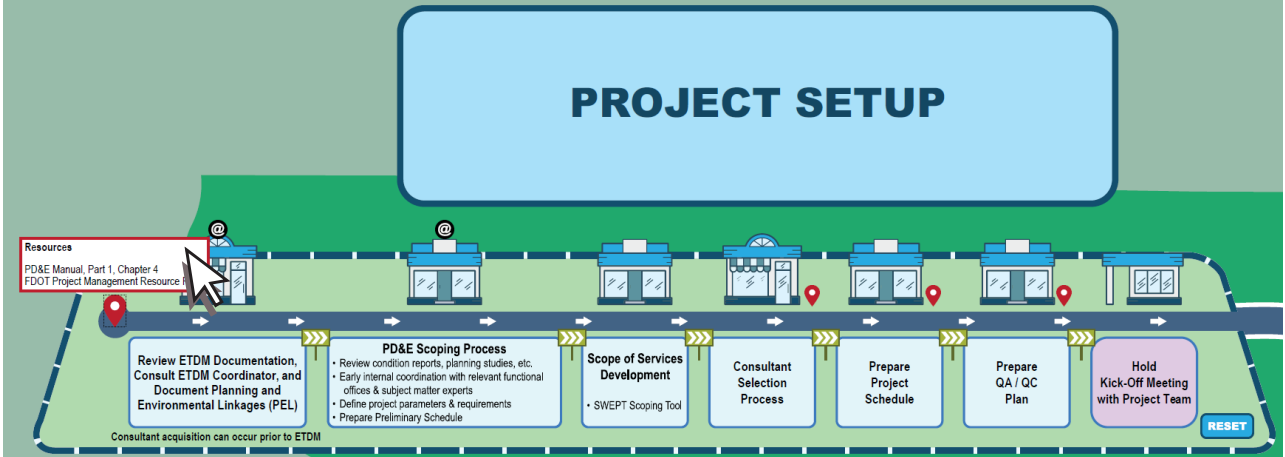 PROJECT SETUP
@
@
Resources
PD&E Manual, Part 1, Chapter 4
FDOT Project Management Resource
Review ETDM Documentation,
Consult ETDM Coordinator, and
Document Planning and
Environmental Linkages (PEL)
PD&E Scoping Process
• Review condition reports, planning studies, etc.
• Early internal coordination with relevant functional
offices & subject matter experts
• Define project parameters & requirements
• Prepare Preliminary Schedule
Scope of Services
Development
• SWEPT Scoping Tool
Consultant
Selection
Process
Prepare
Project
Schedule
Prepare
QA / QC
Plan
Hold
Kick-Off Meeting
with Project Team
RESET
Consultant acquisition can occur prior to ETDM